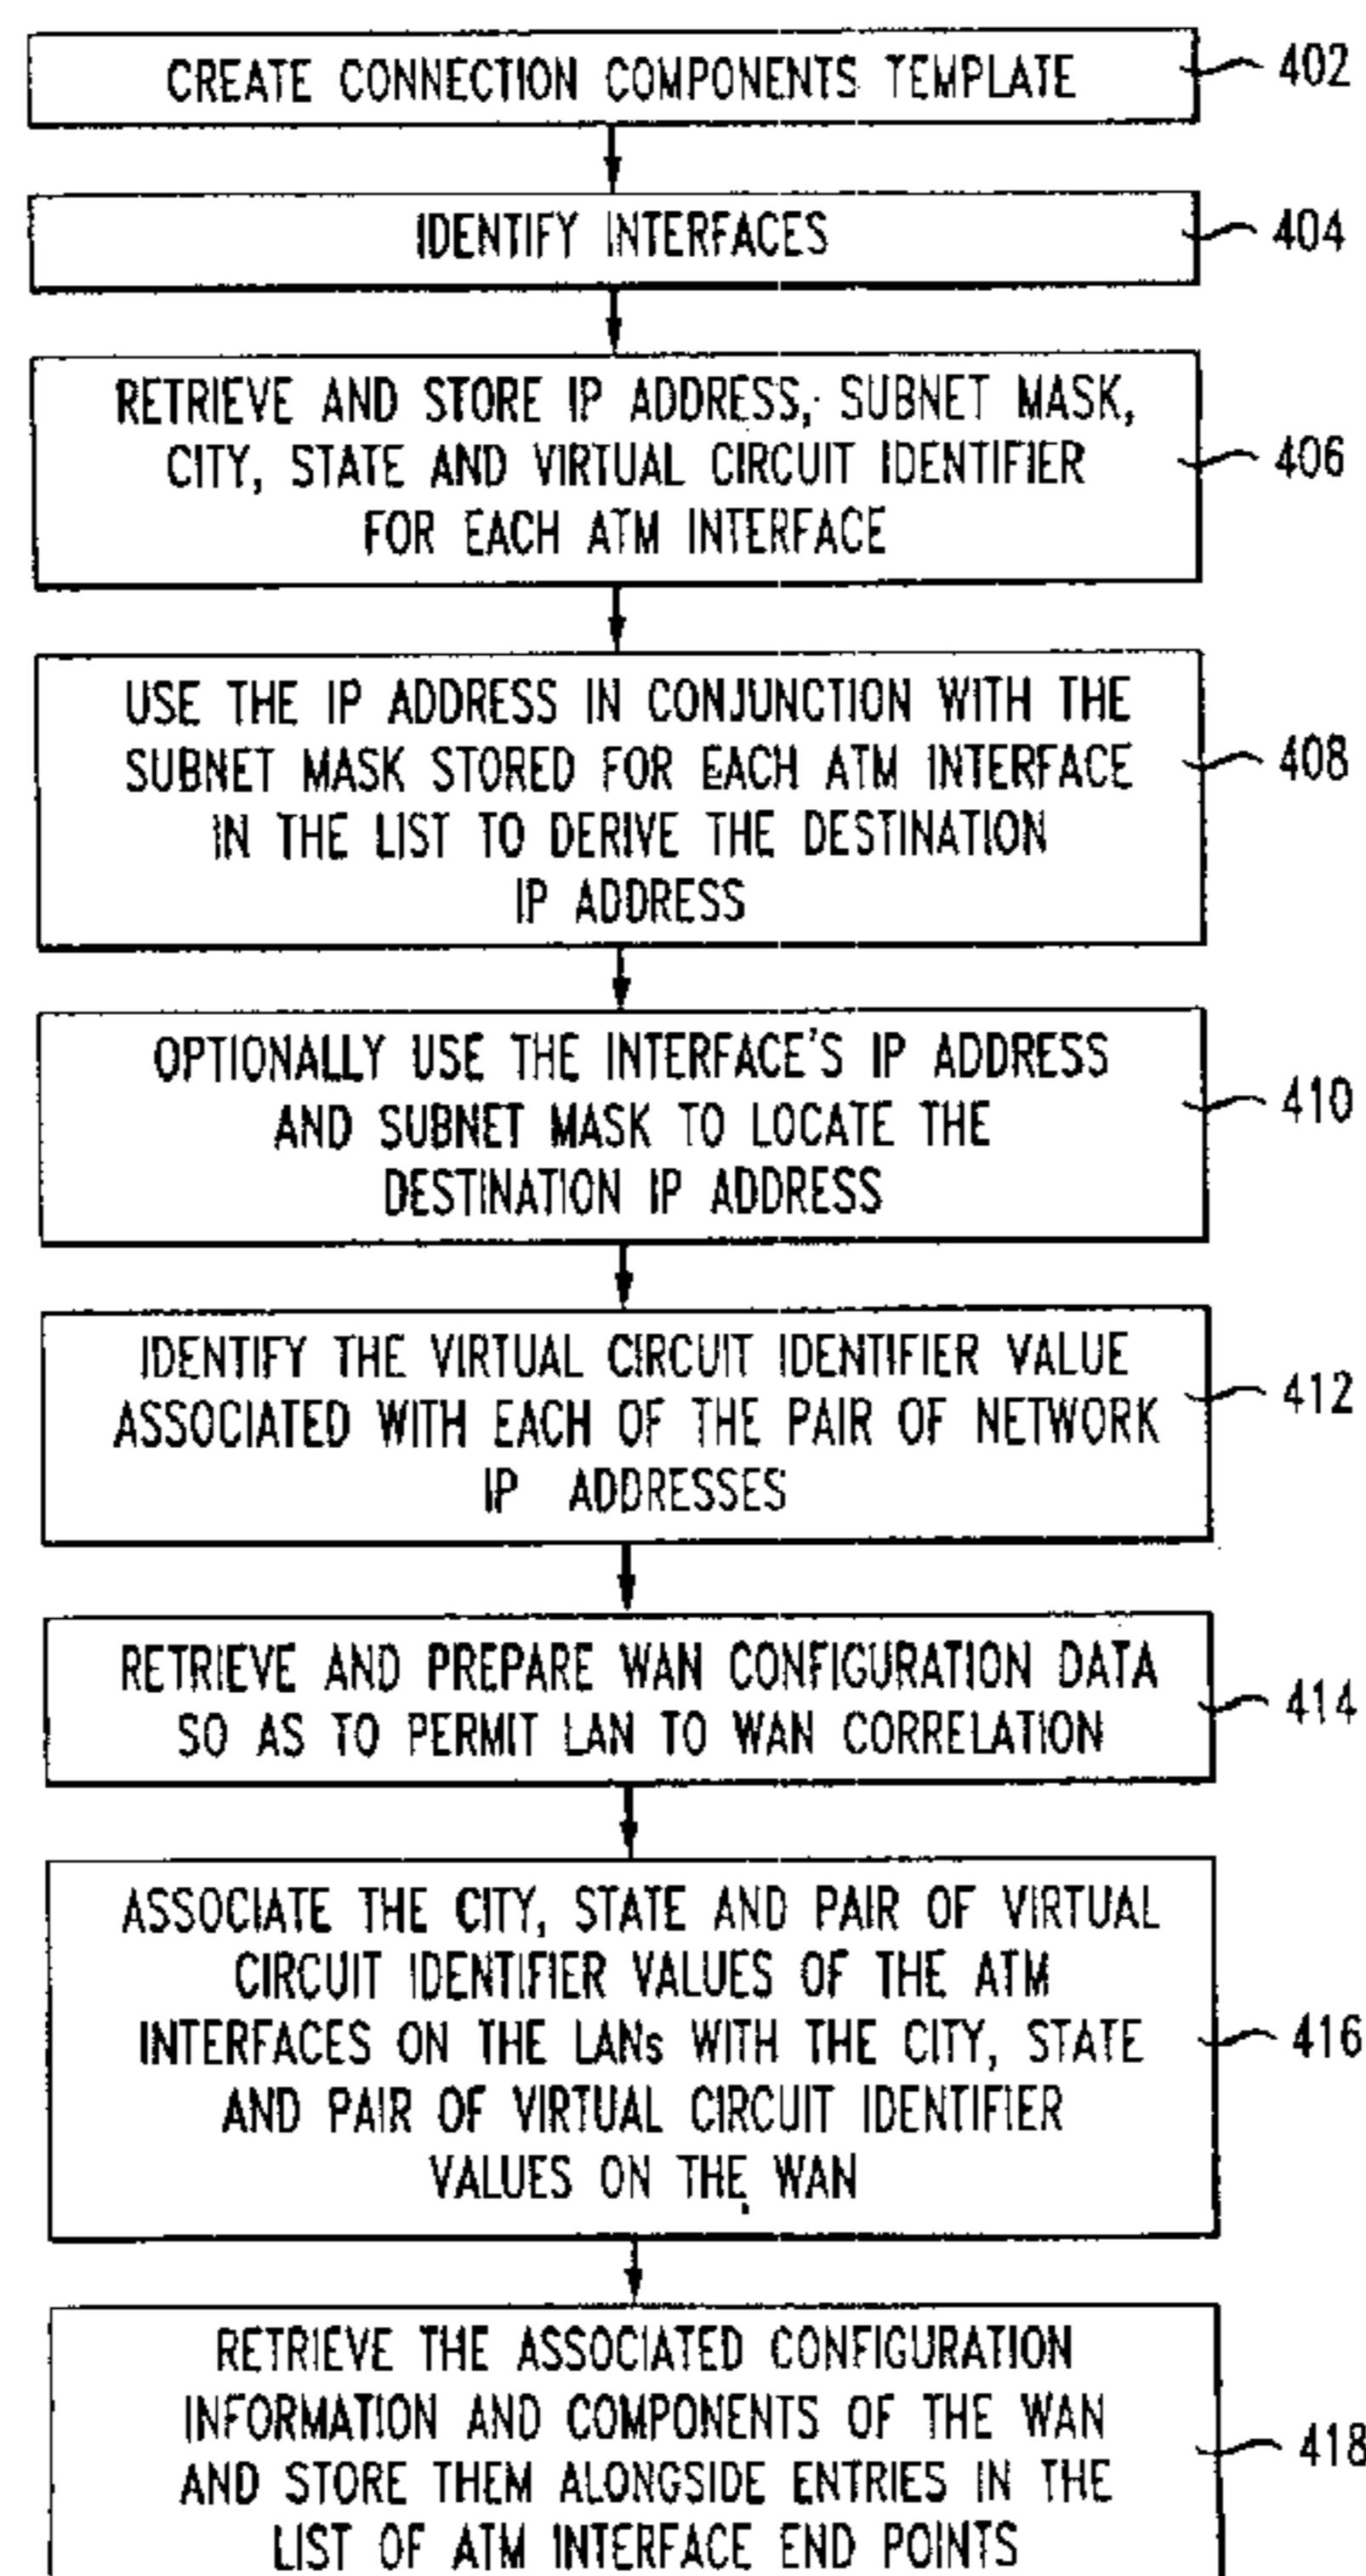 CREATE CONNECTION COMPONENTS TEMPLATE
402
IDENTIFY INTERFACES
404
RETRIEVE AND STORE IP ADDRESS, SUBNET MASK,
CITY, STATE AND VIRTUAL CIRCUIT IDENTIFIER
FOR EACH ATM INTERFACE
406
USE THE IP ADDRESS IN CONJUNCTION WITH THE
SUBNET MASK STORED FOR EACH ATM INTERFACE
IN THE LIST TO DERIVE THE DESTINATION
IP ADDRESS
408
OPTIONALLY USE THE INTERFACE'S IP ADDRESS
AND SUBNET MASK TO LOCATE THE
DESTINATION IP ADDRESS
410
IDENTIFY THE VIRTUAL CIRCUIT IDENTIFIER VALUE
ASSOCIATED WITH EACH OF THE PAIR OF NETWORK
IP ADDRESSES
412
RETRIEVE AND PREPARE WAN CONFIGURATION DATA
SO AS TO PERMIT LAN TO WAN CORRELATION
414
ASSOCIATE THE CITY, STATE AND PAIR OF VIRTUAL
CIRCUIT IDENTIFIER VALUES OF THE ATM
INTERFACES ON THE LANs WITH THE CITY, STATE
AND PAIR OF VIRTUAL CIRCUIT IDENTIFIER
VALUES ON THE WAN
416
RETRIEVE THE ASSOCIATED CONFIGURATION
INFORMATION AND COMPONENTS OF THE WAN
AND STORE THEM ALONGSIDE ENTRIES IN THE
LIST OF ATM INTERFACE END POINTS
418